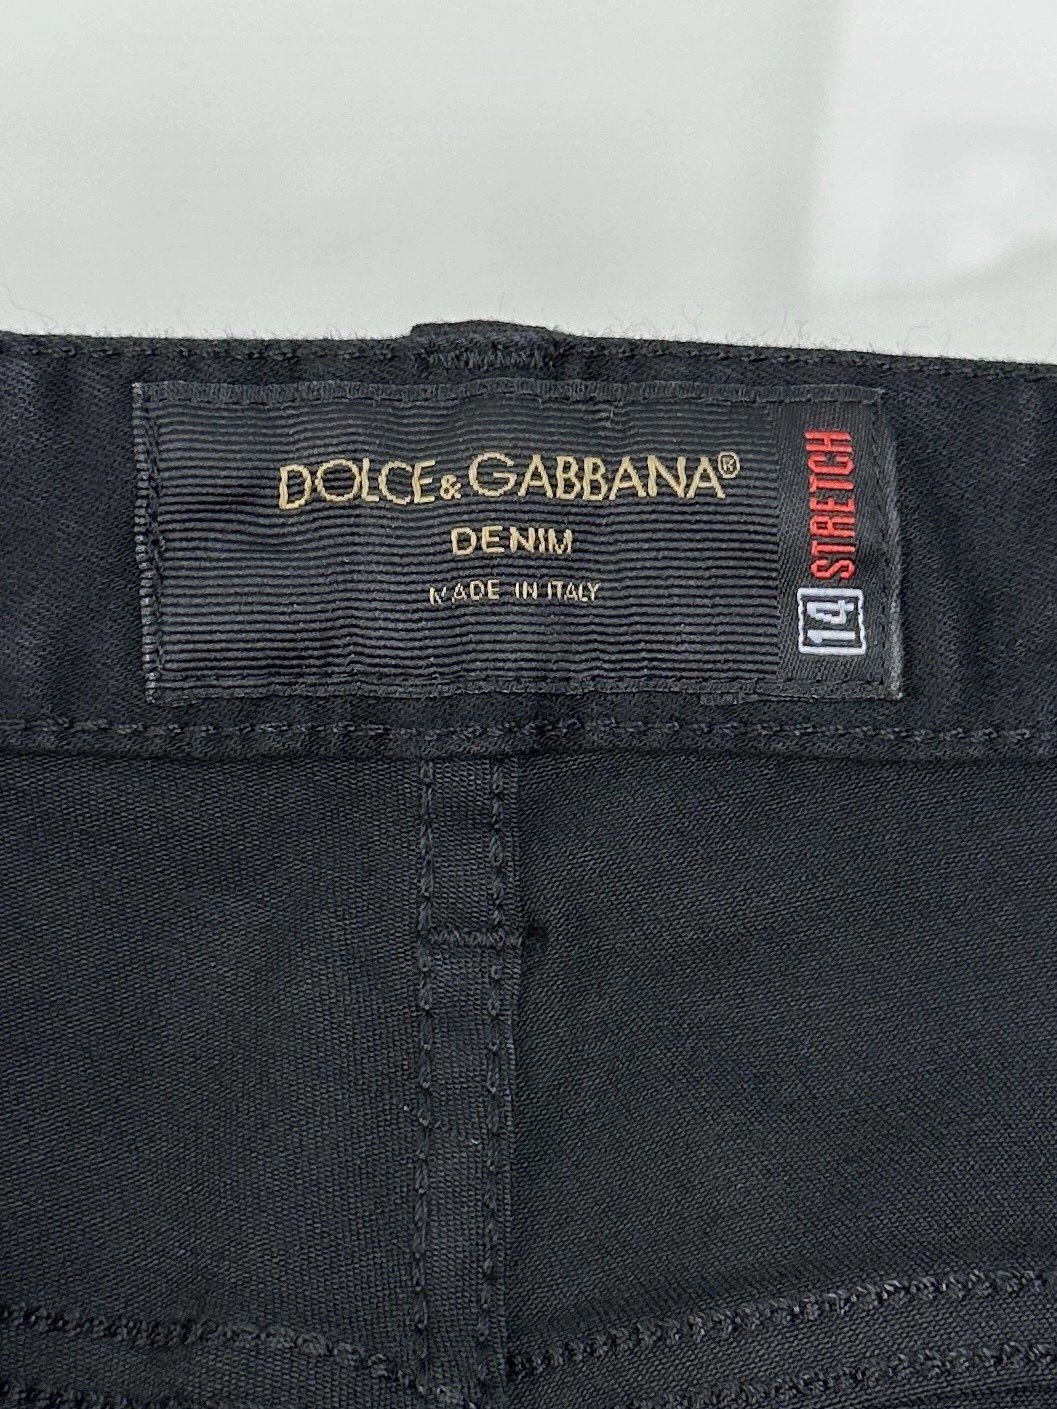 DOLCE&GABBANA®
DENIM
MADE IN ITALY
14 STRETCH